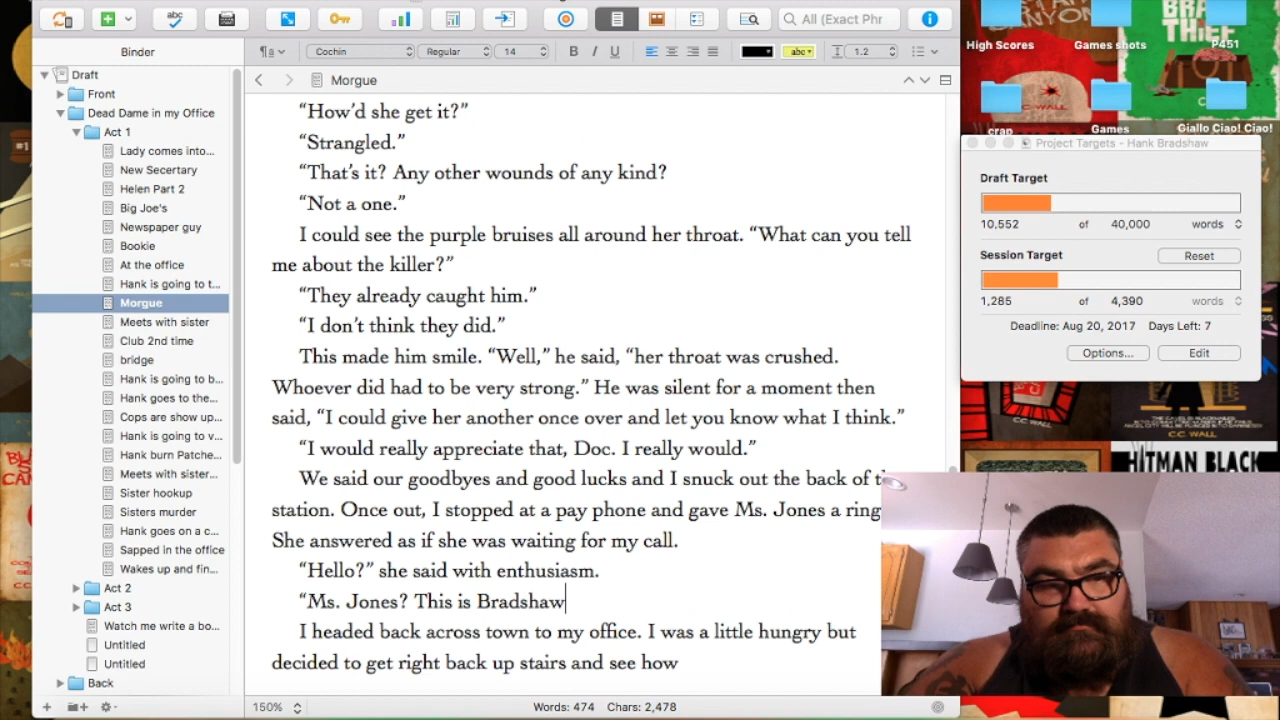 All (Exact Phr
¶a
Cochin
Regular
14
B
I
U
abc
1.2
Binder
Morgue
Draft
Front
Dead Dame in my Office
Act 1
Lady comes into...
New Secertary
Helen Part 2
Big Joe's
Newspaper guy
Bookie
At the office
Hank is going to t...
Morgue
Meets with sister
Club 2nd time
bridge
Hank is going to b...
Hank goes to the...
Cops are show up...
Hank is going to v...
Hank burn Patche...
Meets with sister...
Sister hookup
Sisters murder
Hank goes on a c...
Sapped in the office
Wakes up and fin...
Act 2
Act 3
Watch me write a bo...
Untitled
Untitled
Back
“How’d she get it?”
“Strangled.”
“That’s it? Any other wounds of any kind?
“Not a one.”
I could see the purple bruises all around her throat. “What can you tell
me about the killer?”
“They already caught him.”
“I don’t think they did.”
This made him smile. “Well,” he said, “her throat was crushed.
Whoever did had to be very strong.” He was silent for a moment then
said, “I could give her another once over and let you know what I think.”
“I would really appreciate that, Doc. I really would.”
We said our goodbyes and good lucks and I snuck out the back of t
station. Once out, I stopped at a pay phone and gave Ms. Jones a ring
She answered as if she was waiting for my call.
“Hello?” she said with enthusiasm.
“Ms. Jones? This is Bradshaw
I headed back across town to my office. I was a little hungry but
decided to get right back up stairs and see how
150%
Words: 474 Chars: 2,478
CANYON
BRA
THIEF
High Scores
Games shots
P451
C·WALL
crap
Games
Giallo Ciao! Ciao!
Project Targets - Hank Bradshaw
Draft Target
10,552 of 40,000 words
Session Target
Reset
1,285 of 4,390 words
Deadline: Aug 20, 2017 Days Left: 7
Options...
Edit
CC WALL
C.C WALL
HITMAN BLACK
#1